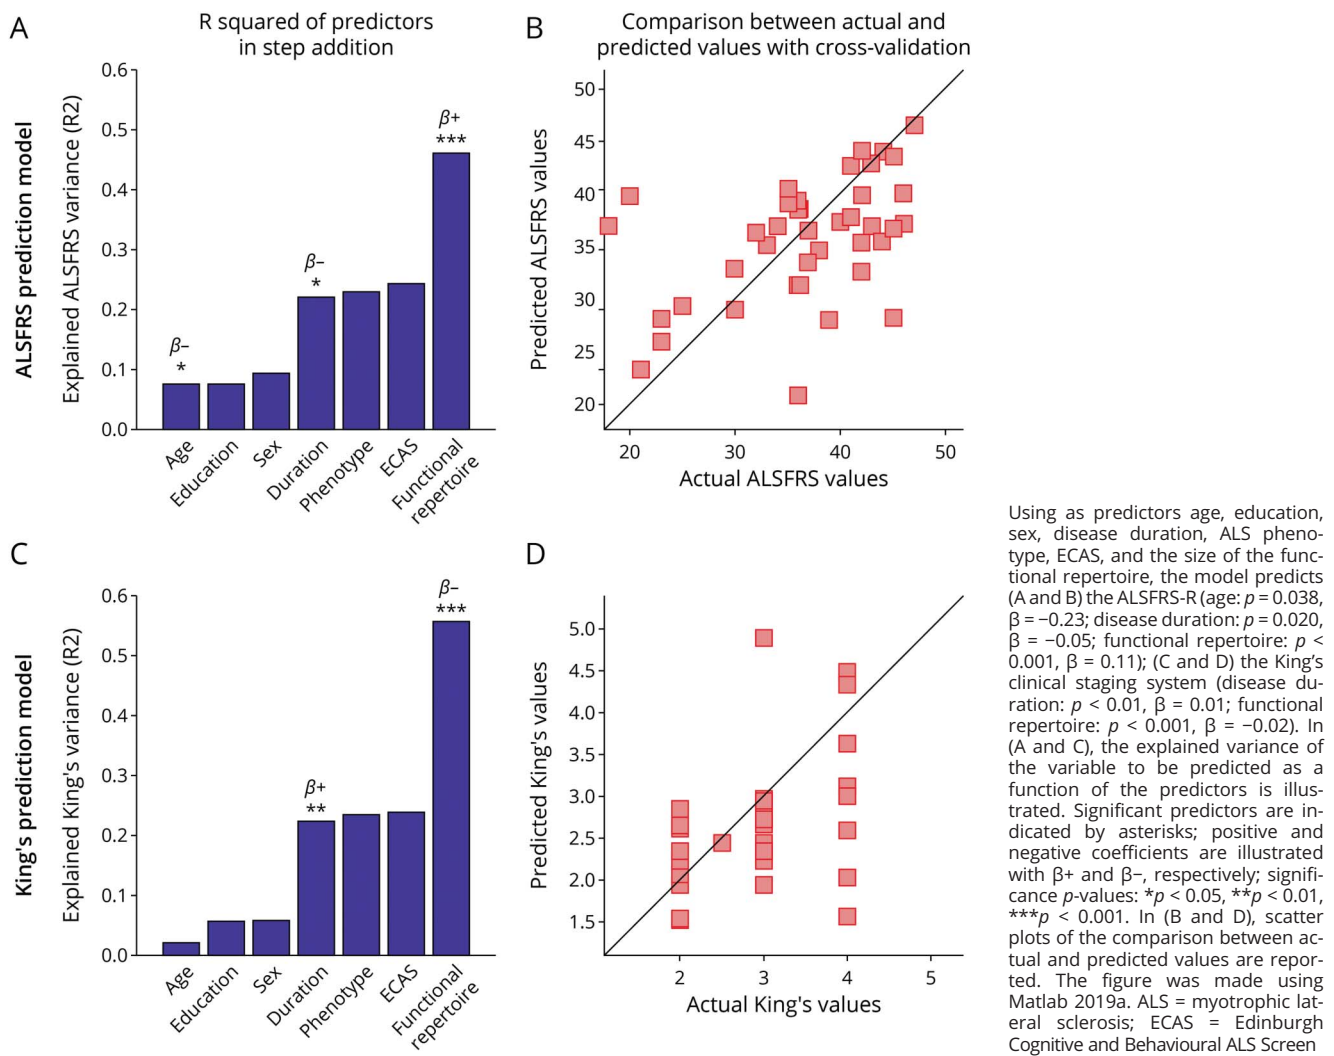 A
R squared of predictors
in step addition
ALSFRS prediction model
Explained ALSFRS variance (R2)
0.6
0.5
0.4
0.3
0.2
0.1
0.0
β−
*
β−
*
β+
***
Age
Education
Sex
Duration
Phenotype
ECAS
Functional
repertoire
B
Comparison between actual and
predicted values with cross-validation
Predicted ALSFRS values
50
45
40
35
30
25
20
20
30
40
50
Actual ALSFRS values
C
King's prediction model
Explained King's variance (R2)
0.6
0.5
0.4
0.3
0.2
0.1
0.0
β+
**
β−
***
Age
Education
Sex
Duration
Phenotype
ECAS
Functional
repertoire
D
Predicted King's values
5.0
4.5
4.0
3.5
3.0
2.5
2.0
1.5
2
3
4
5
Actual King's values
Using as predictors age, education,
sex, disease duration, ALS pheno-
type, ECAS, and the size of the func-
tional repertoire, the model predicts
(A and B) the ALSFRS-R (age: p = 0.038,
β = −0.23; disease duration: p = 0.020,
β = −0.05; functional repertoire: p <
0.001, β = 0.11); (C and D) the King's
clinical staging system (disease du-
ration: p < 0.01, β = 0.01; functional
repertoire: p < 0.001, β = −0.02). In
(A and C), the explained variance of
the variable to be predicted as a
function of the predictors is illus-
trated. Significant predictors are in-
dicated by asterisks; positive and
negative coefficients are illustrated
with β+ and β−, respectively; signifi-
cance p-values: *p < 0.05, **p < 0.01,
***p < 0.001. In (B and D), scatter
plots of the comparison between ac-
tual and predicted values are repor-
ted. The figure was made using
Matlab 2019a. ALS = myotrophic lat-
eral sclerosis; ECAS = Edinburgh
Cognitive and Behavioural ALS Screen